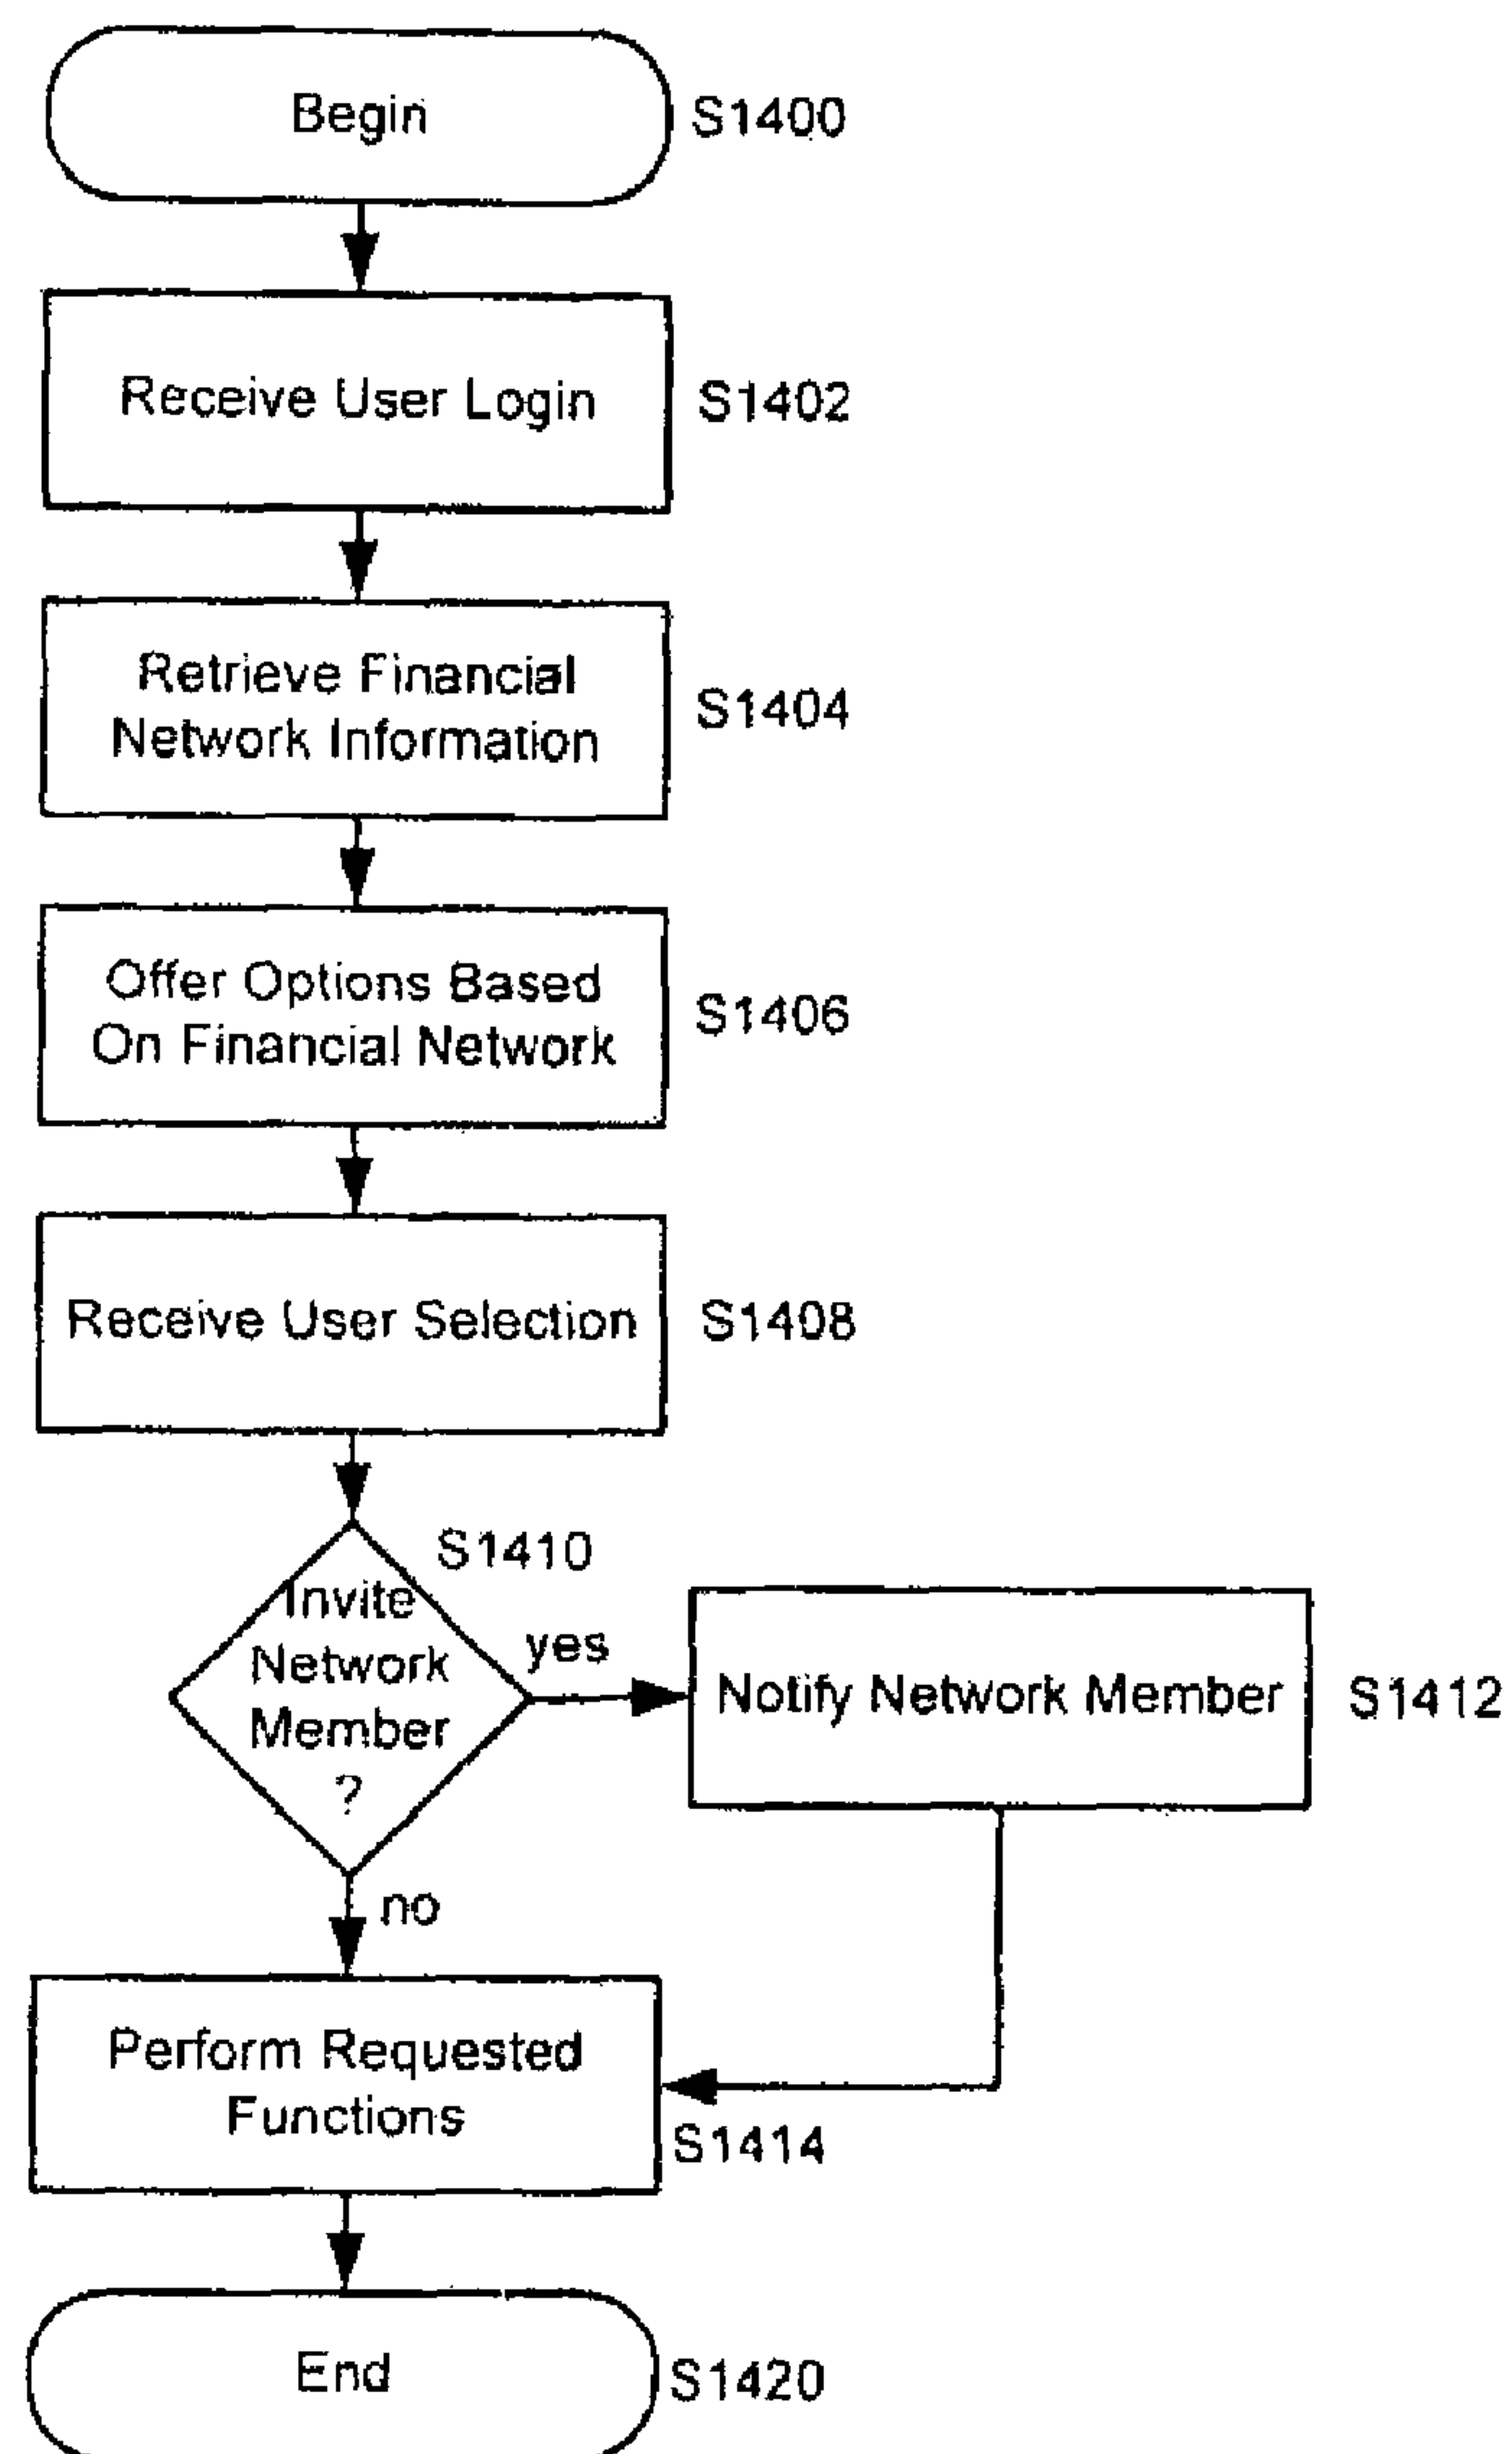 Begin
S1400
Receive User Login
S1402
Retrieve Financial
Network Information
S1404
Offer Options Based
On Financial Network
S1406
Receive User Selection
S1408
S1410
Invite
Network
Member
?
yes
Notify Network Member
S1412
no
Perform Requested
Functions
S1414
End
S1420